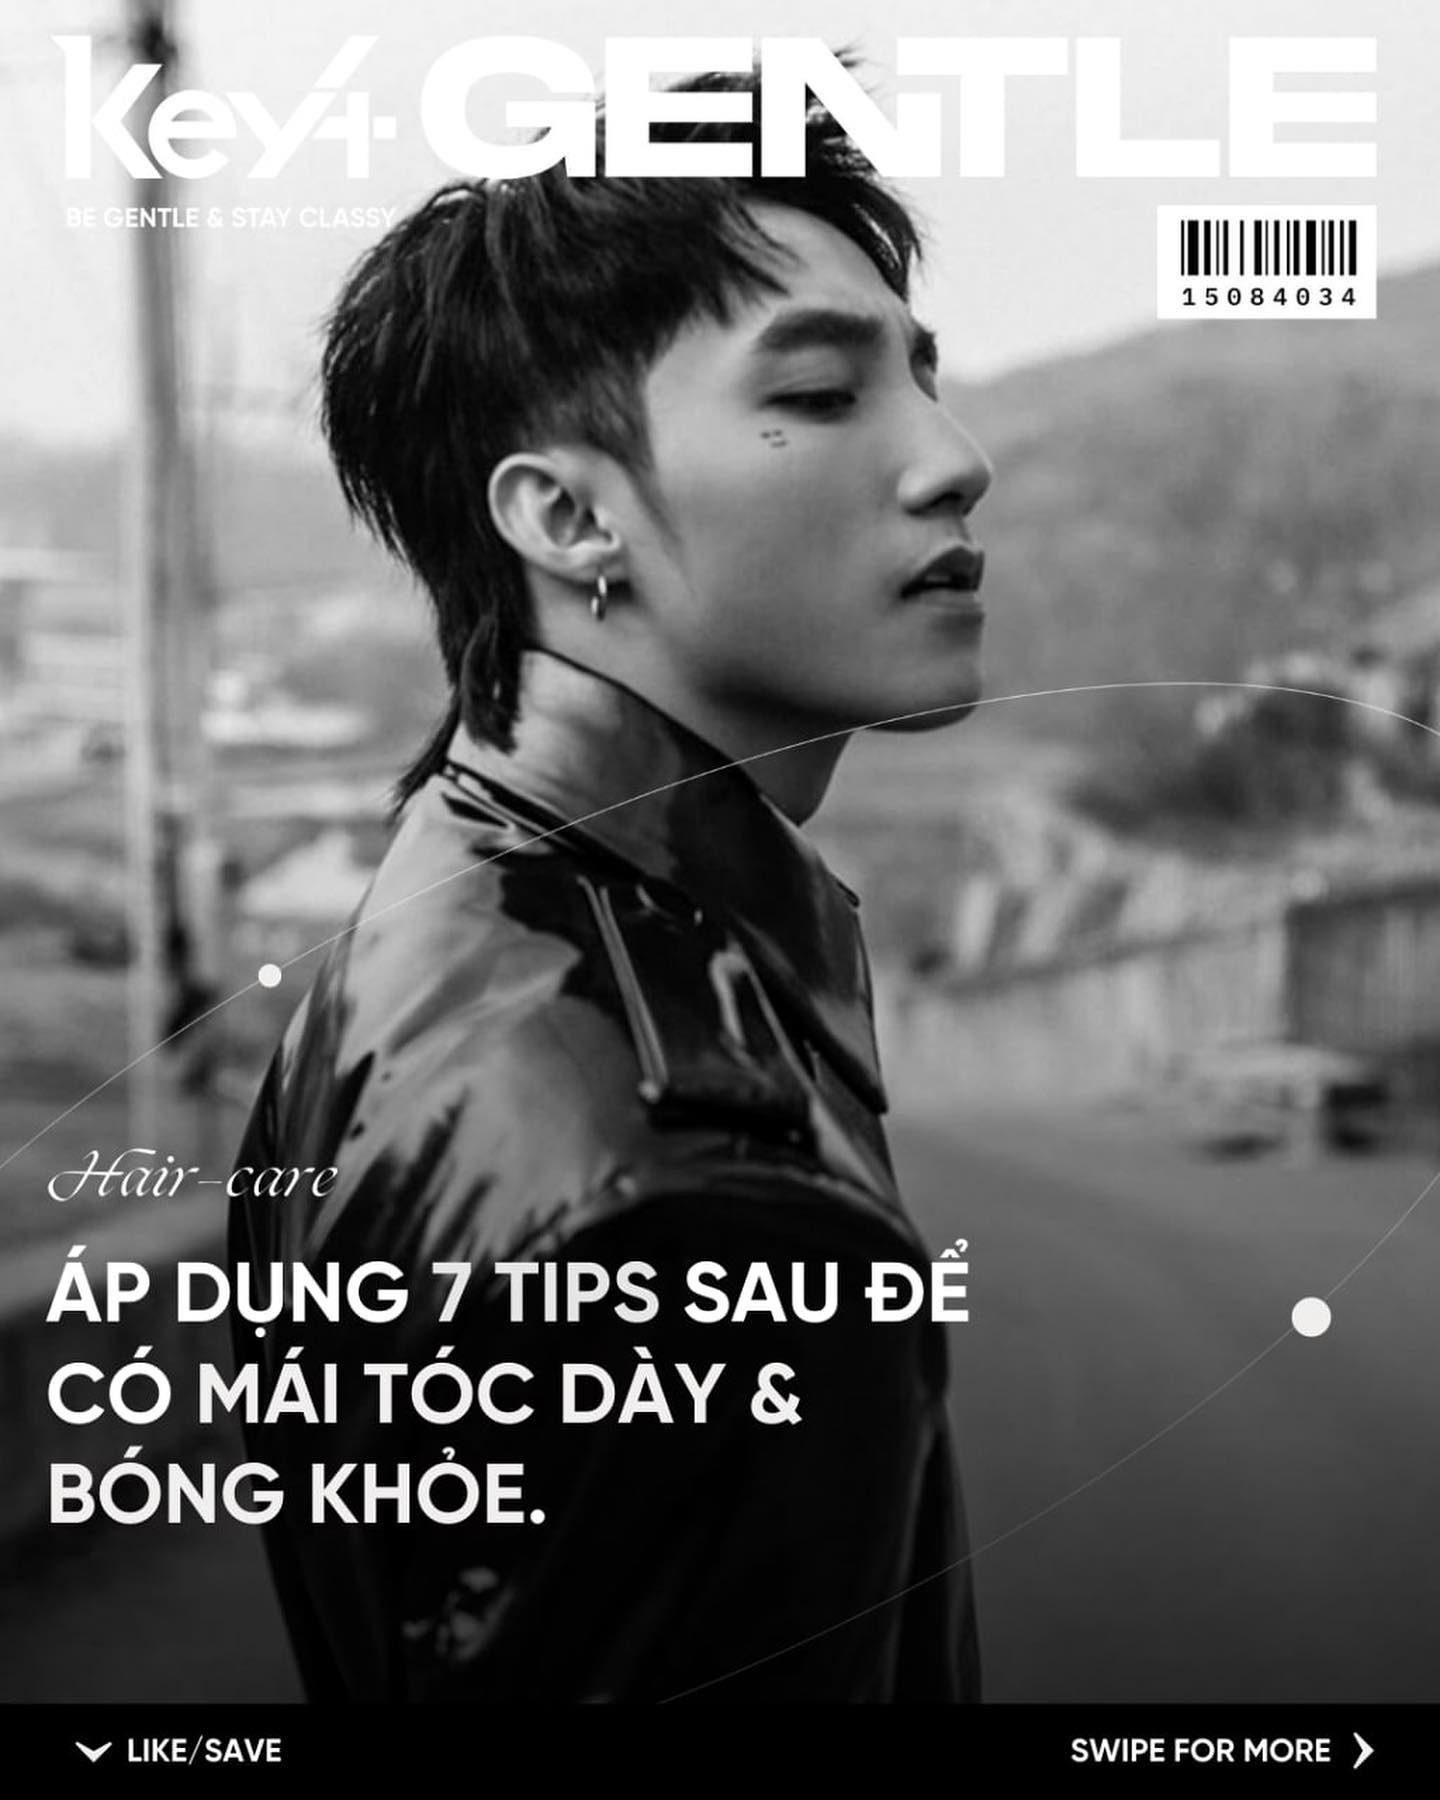 Key4. GENTLE
BE GENTLE & STAY CLASSY
15084034
Hair-care
ÁP DỤNG 7 TIPS SAU ĐỂ
CÓ MÁI TÓC DÀY &
BÓNG KHỎE.
LIKE/SAVE
SWIPE FOR MORE